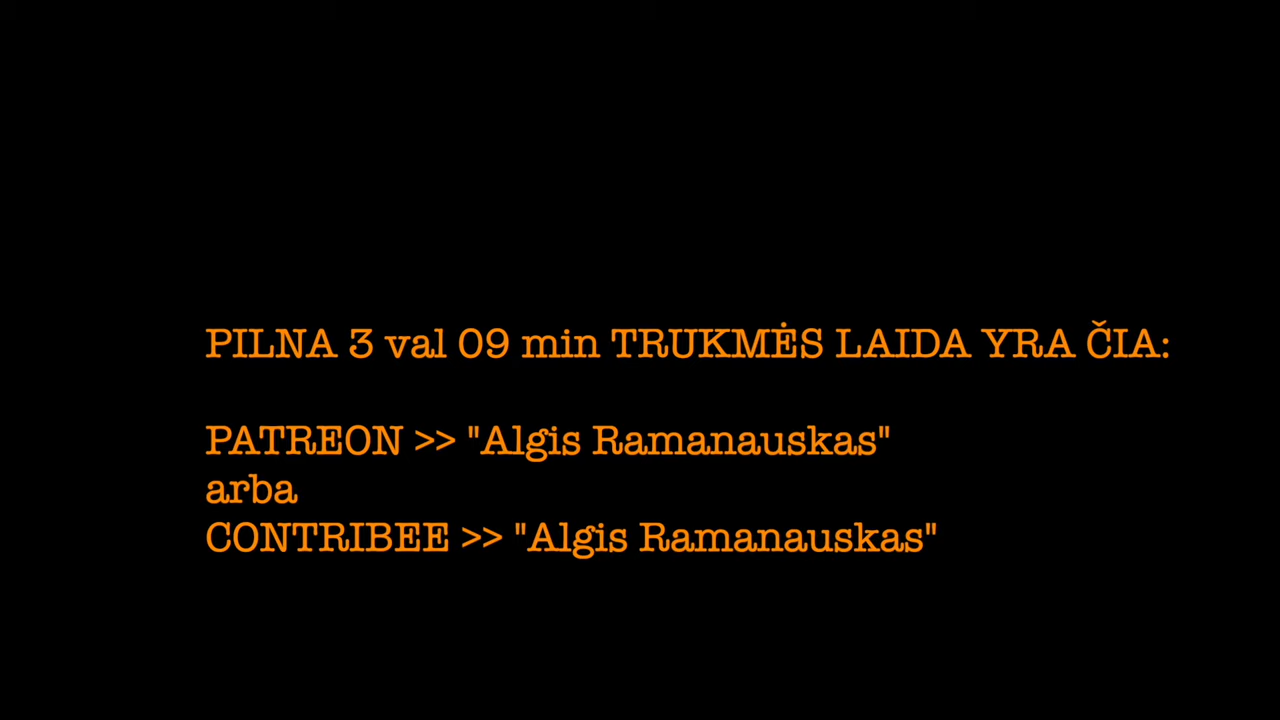 PILNA 3 val 09 min TRUKMĖS LAIDA YRA ČIA:
PATREON >> "Algis Ramanauskas"
arba
CONTRIBEE >> "Algis Ramanauskas"